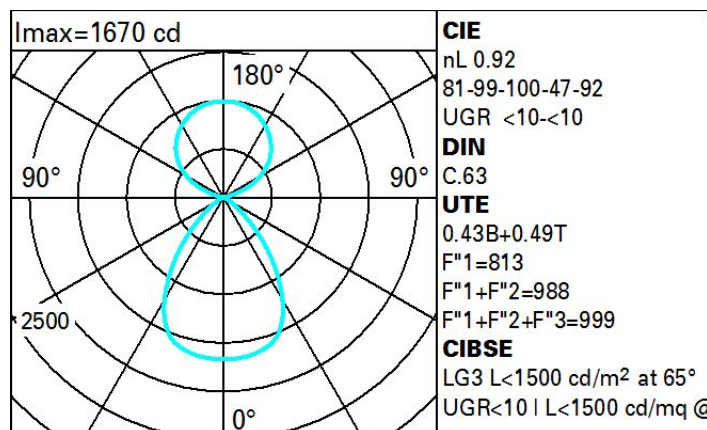 Imax=1670 cd
180°
90°
90°
2500
0°
CIE
nL 0.92
81-99-100-47-92
UGR <10-<10
DIN
C.63
UTE
0.43B+0.49T
F"1=813
F"1+F"2=988
F"1+F"2+F"3=999
CIBSE
LG3 L<1500 cd/m² at 65°
UGR<10 | L<1500 cd/mq @